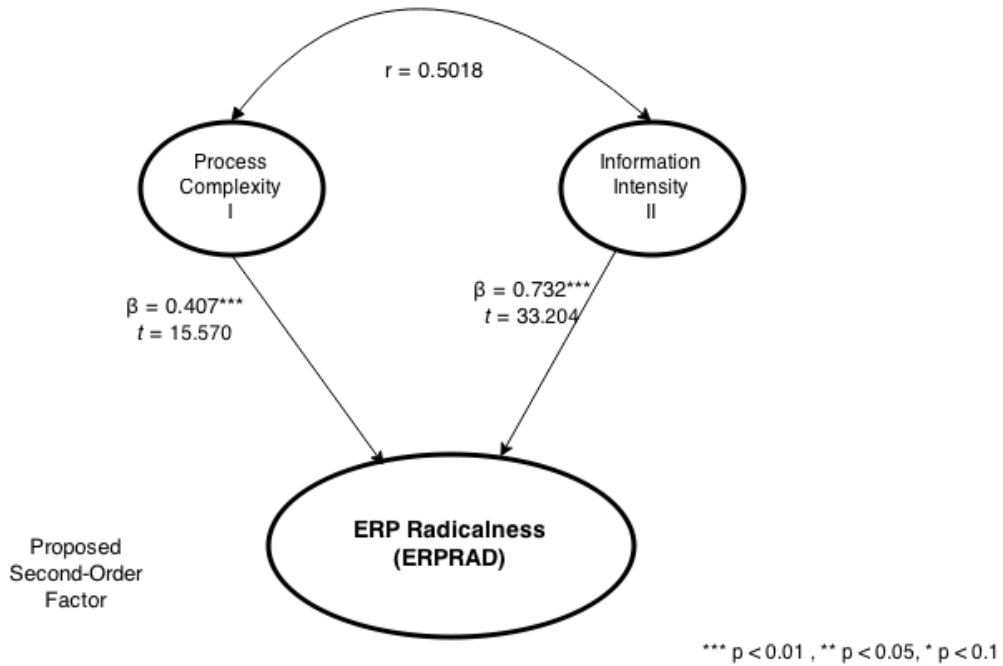 r = 0.5018
Process
Complexity
I
Information
Intensity
II
β = 0.407***
t = 15.570
β = 0.732***
t = 33.204
ERP Radicalness
(ERPRAD)
Proposed
Second-Order
Factor
*** p < 0.01 , ** p < 0.05, * p < 0.1